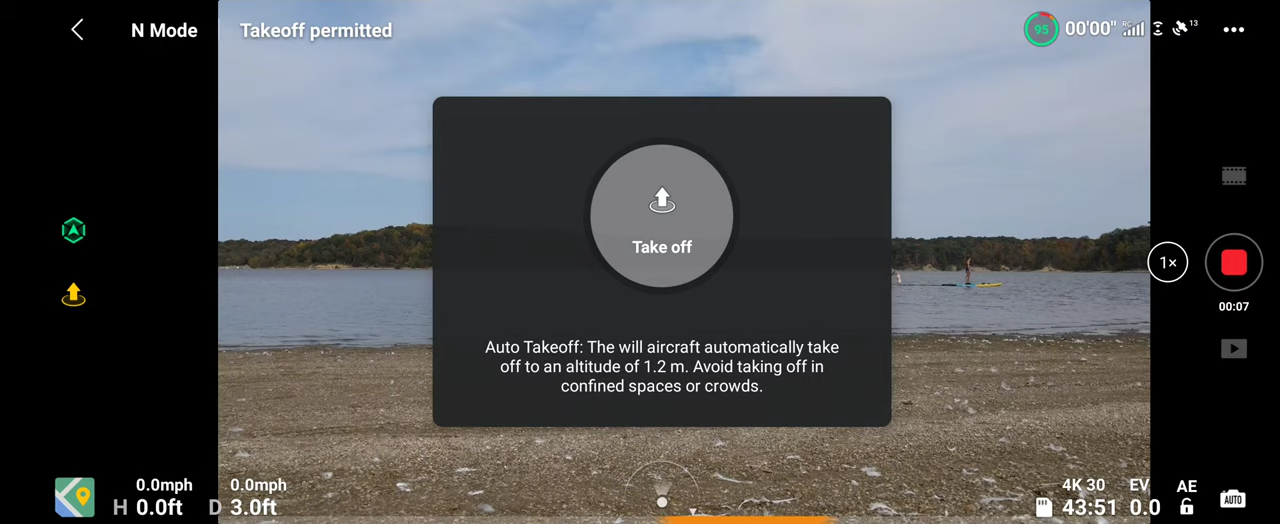 N Mode
Takeoff permitted
95
00'00"
RC
13
Take off
1×
00:07
Auto Takeoff: The will aircraft automatically take
off to an altitude of 1.2 m. Avoid taking off in
confined spaces or crowds.
0.0mph
H 0.0ft
0.0mph
D 3.0ft
4K 30
43:51
EV
0.0
AE
AUTO